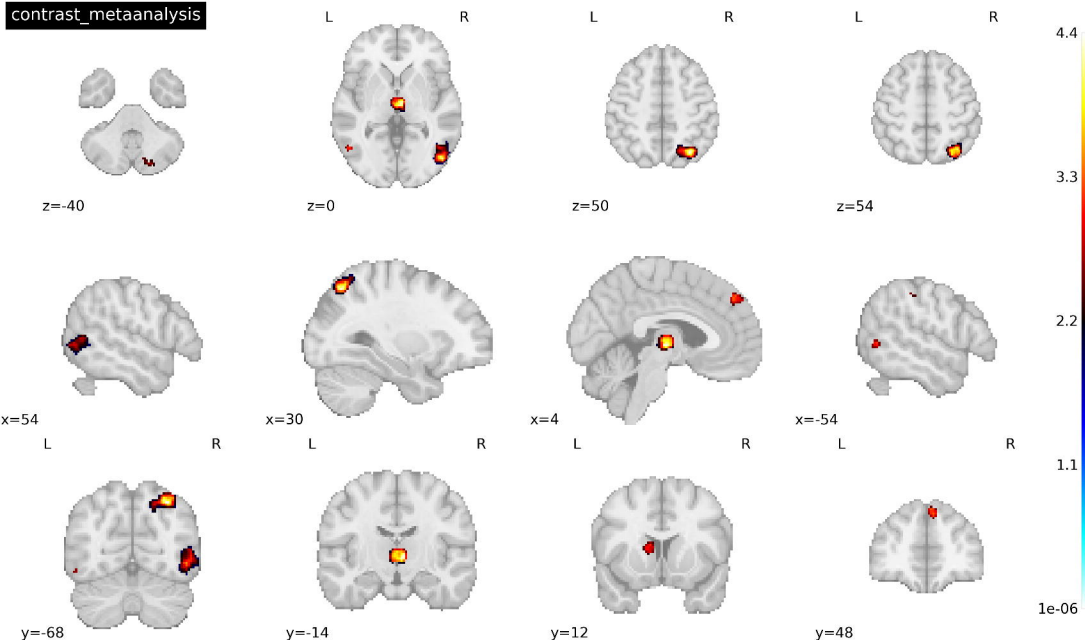 contrast_metaanalysis
L R L R L R
4.4
z=-40 z=0 z=50 z=54
3.3
2.2
x=54 x=30 x=4 x=-54
L R L R L R L R
1.1
y=-68 y=-14 y=12 y=48
1e-06